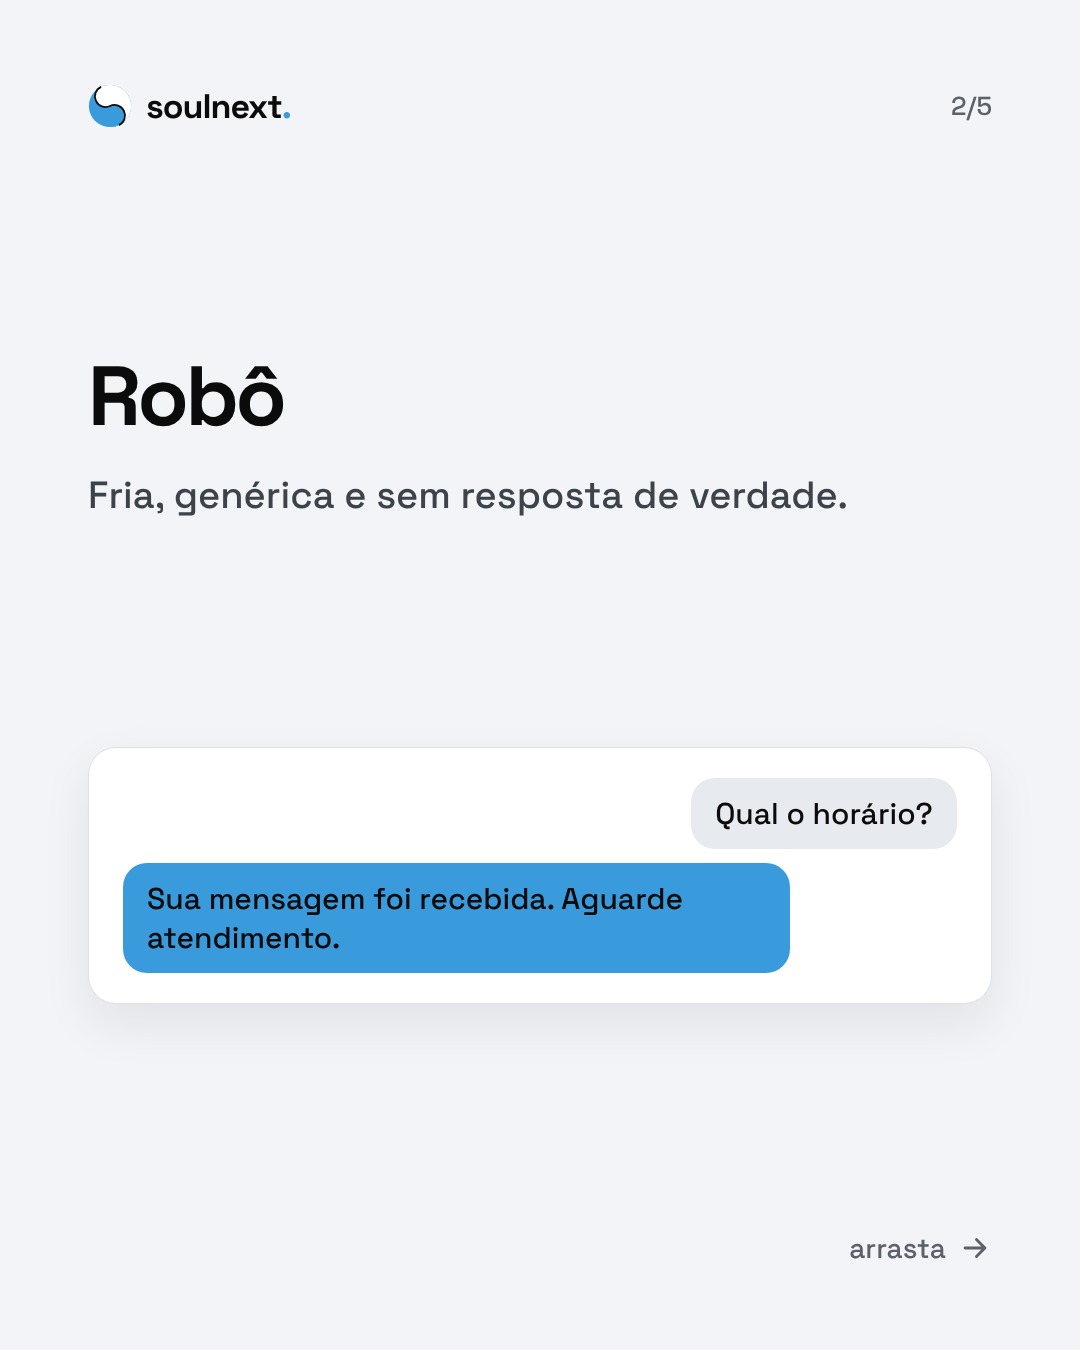 soulnext.
2/5
Robô
Fria, genérica e sem resposta de verdade.
Qual o horário?
Sua mensagem foi recebida. Aguarde
atendimento.
arrasta →